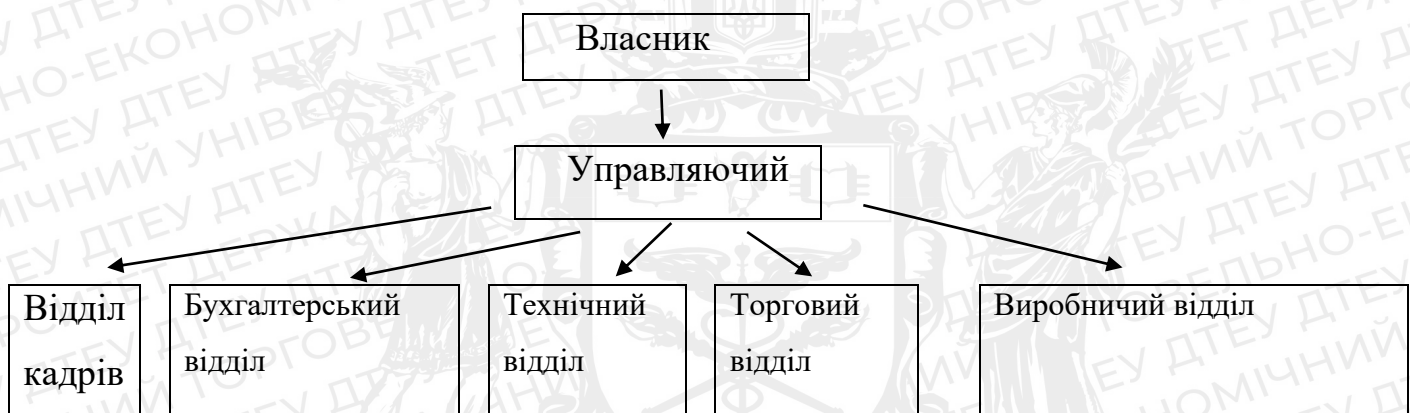 Власник
Управляючий
Відділ
кадрів
Бухгалтерський
відділ
Технічний
відділ
Торговий
відділ
Виробничий відділ